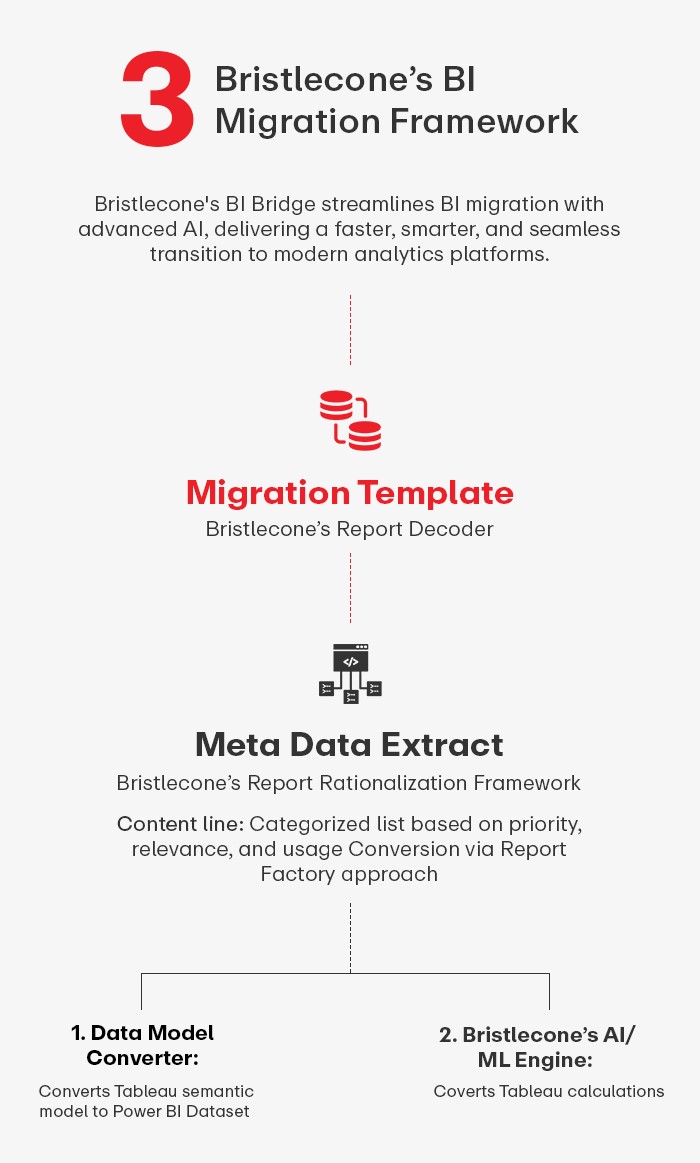 3
Bristlecone’s BI
Migration Framework
Bristlecone's BI Bridge streamlines BI migration with
advanced AI, delivering a faster, smarter, and seamless
transition to modern analytics platforms.
Migration Template
Bristlecone’s Report Decoder
</>
Meta Data Extract
Bristlecone’s Report Rationalization Framework
Content line: Categorized list based on priority,
relevance, and usage Conversion via Report
Factory approach
1. Data Model
Converter:
Converts Tableau semantic
model to Power BI Dataset
2. Bristlecone’s AI/
ML Engine:
Coverts Tableau calculations